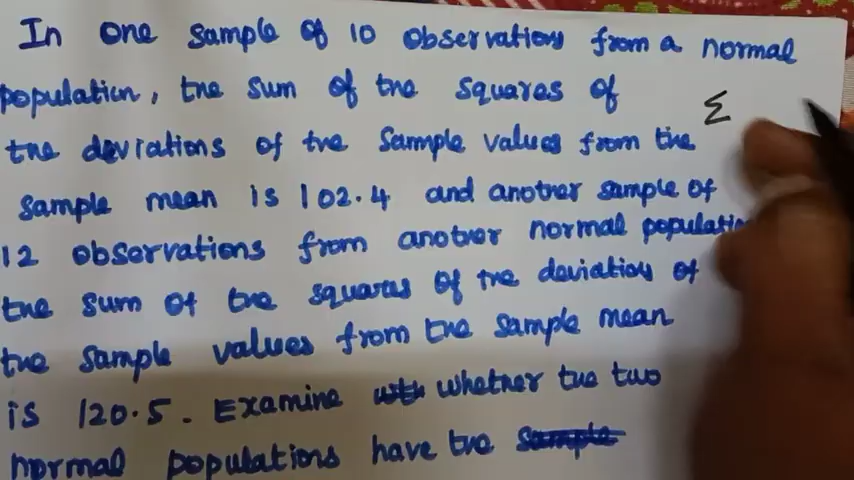 In one sample of 10 observations from a normal
population, the sum of the squares of
the deviations of the sample values from the
Σ
sample mean is 102.4 and another sample of
12 observations from another normal population
the sum of the squares of the deviations of
the sample values from the sample mean
is 120.5. Examine whether the two
normal populations have the